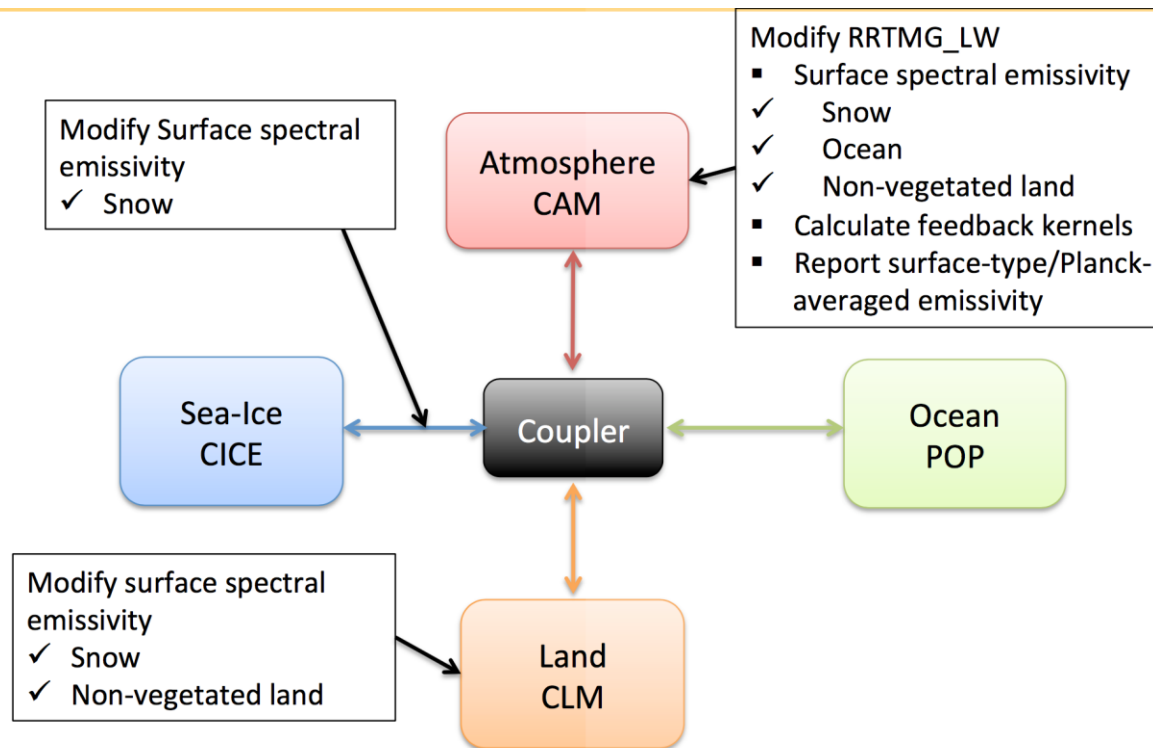 Modify RRTMG_LW
▪ Surface spectral emissivity
✓ Snow
✓ Ocean
✓ Non-vegetated land
▪ Calculate feedback kernels
▪ Report surface-type/Planck-
averaged emissivity
Modify Surface spectral
emissivity
✓ Snow
Atmosphere
CAM
Sea-Ice
CICE
Coupler
Ocean
POP
Modify surface spectral
emissivity
✓ Snow
✓ Non-vegetated land
Land
CLM